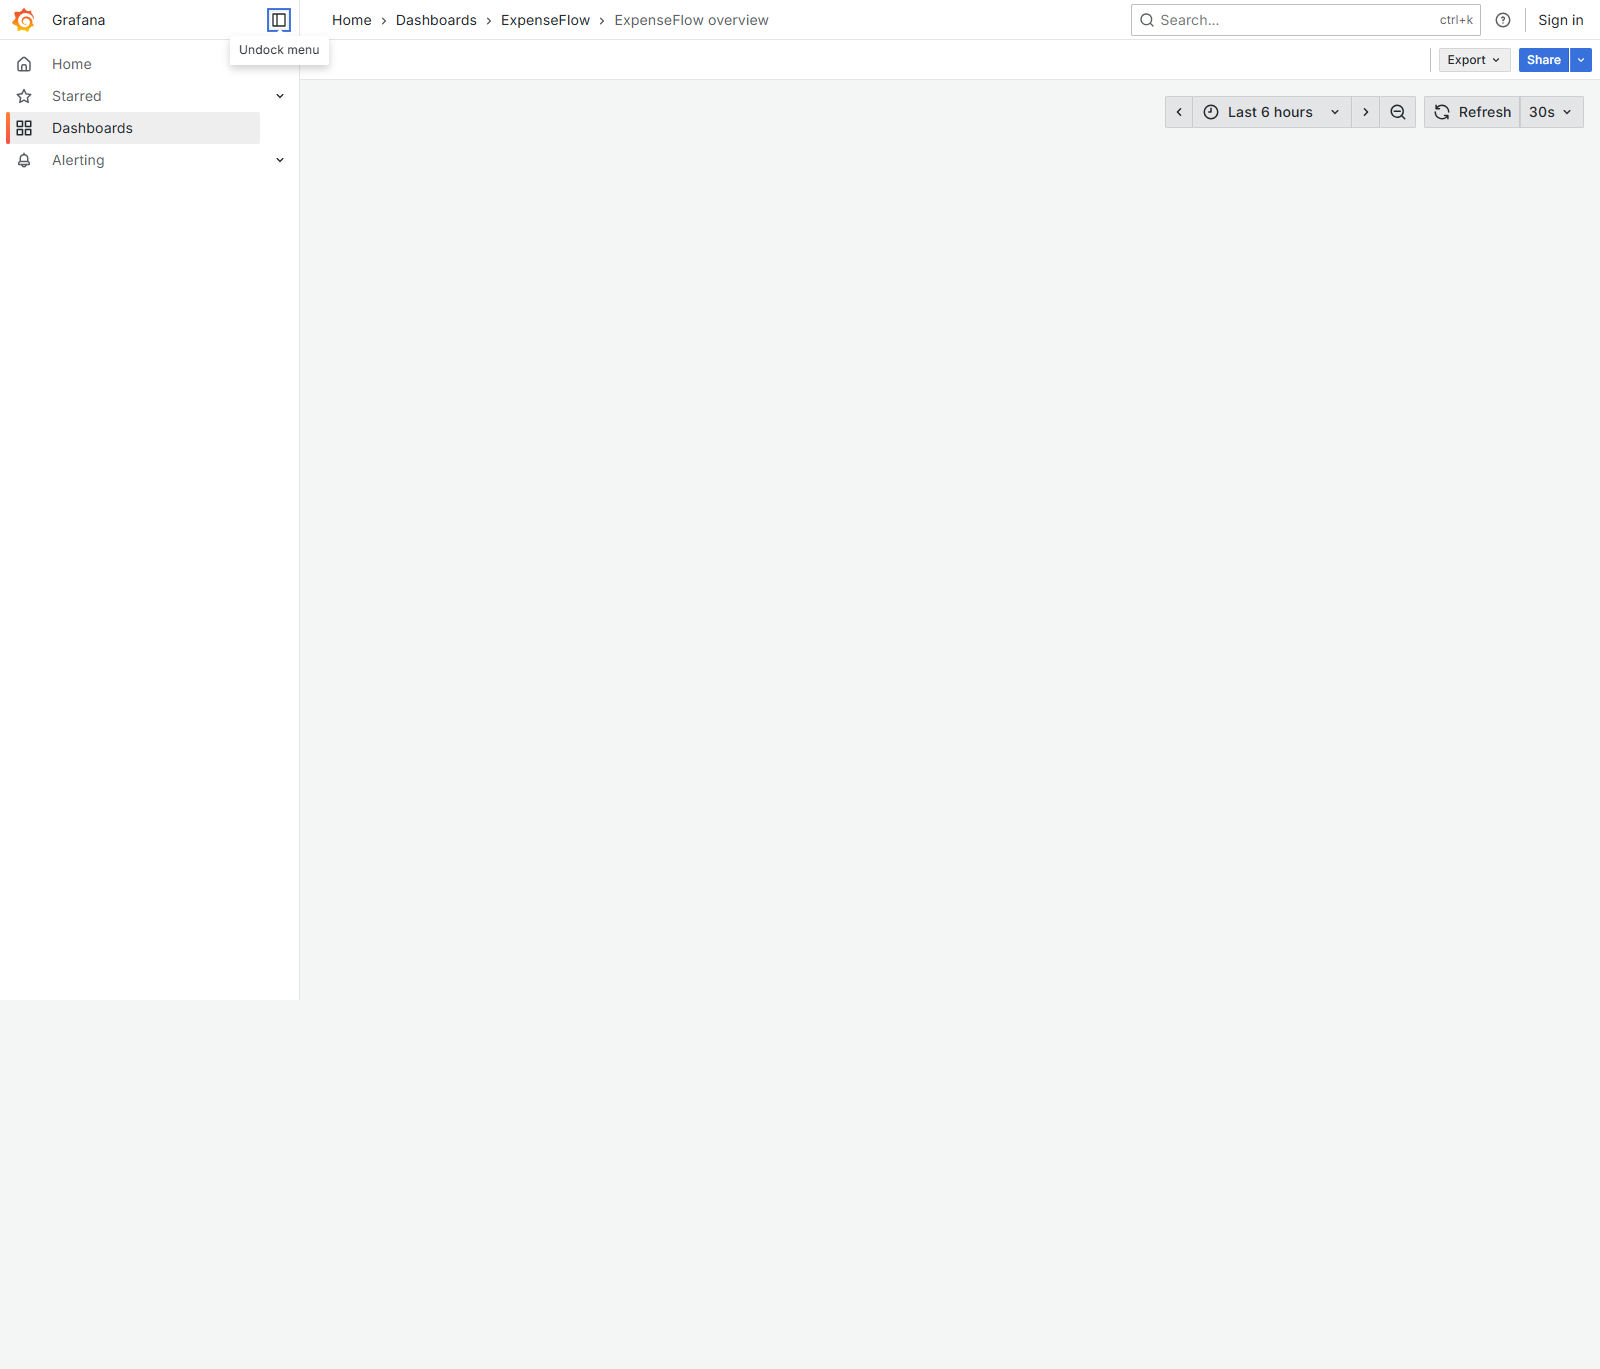 Grafana
Home › Dashboards › ExpenseFlow › ExpenseFlow overview
Search...
ctrl+k
Sign in
Undock menu
Export
Share
Home
Starred
Dashboards
Alerting
Last 6 hours
Refresh
30s